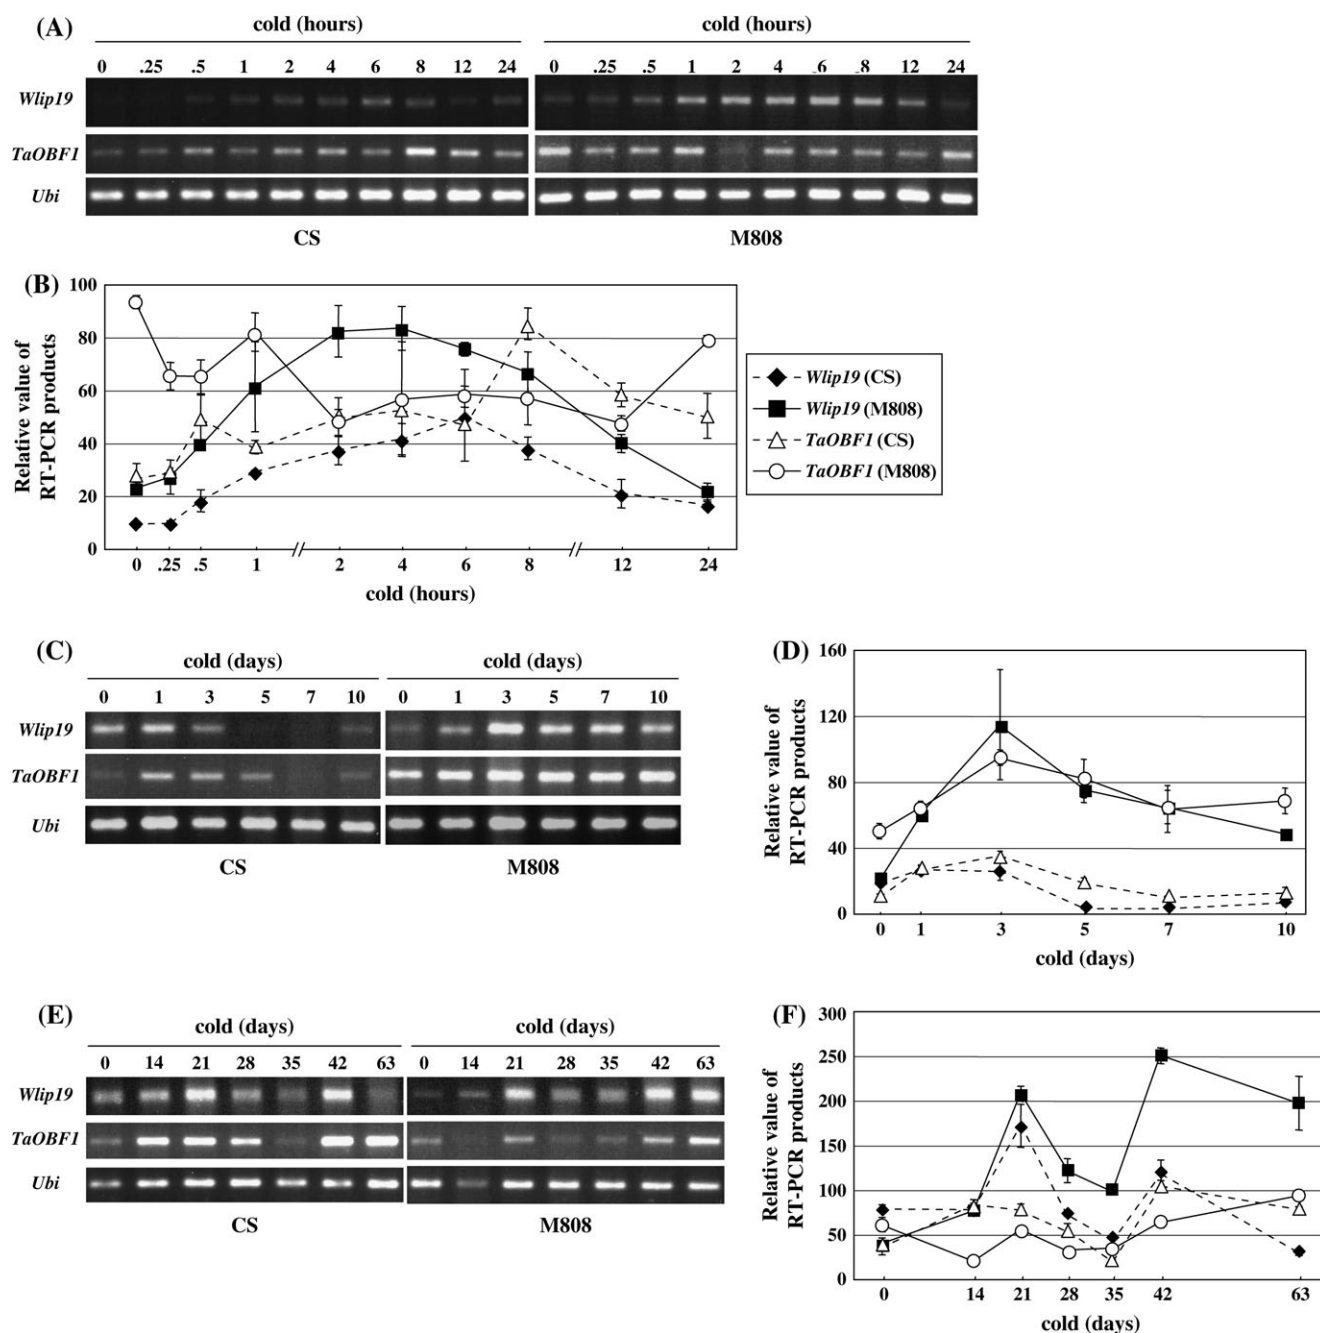 (A)
cold (hours)
cold (hours)
0 .25 .5 1 2 4 6 8 12 24
0 .25 .5 1 2 4 6 8 12 24
Wlip19
TaOBF1
Ubi
CS
M808
(B)
Relative value of
RT-PCR products
100
80
60
40
20
0
0 .25 .5 1 2 4 6 8 12 24
cold (hours)
Wlip19 (CS)
Wlip19 (M808)
TaOBF1 (CS)
TaOBF1 (M808)
(C)
cold (days)
cold (days)
0 1 3 5 7 10
0 1 3 5 7 10
Wlip19
TaOBF1
Ubi
CS
M808
(D)
Relative value of
RT-PCR products
160
120
80
40
0
0 1 3 5 7 10
cold (days)
(E)
cold (days)
cold (days)
0 14 21 28 35 42 63
0 14 21 28 35 42 63
Wlip19
TaOBF1
Ubi
CS
M808
(F)
Relative value of
RT-PCR products
300
250
200
150
100
50
0
0 14 21 28 35 42 63
cold (days)